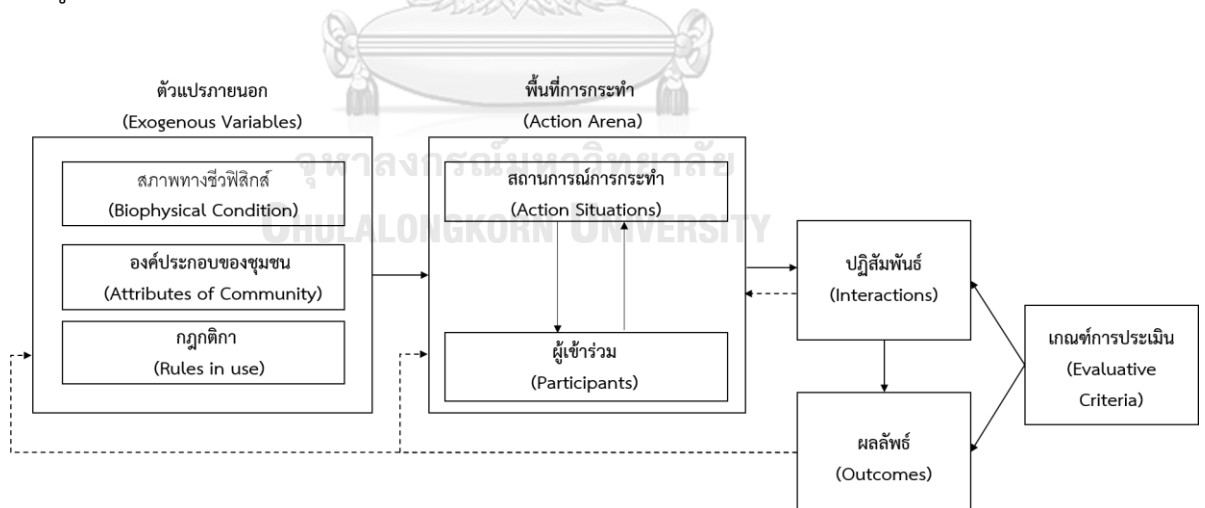 ตัวแปรภายนอก
(Exogenous Variables)
สภาพทางชีวฟิสิกส์
(Biophysical Condition)
องค์ประกอบของชุมชน
(Attributes of Community)
กฎกติกา
(Rules in use)
พื้นที่การกระทำ
(Action Arena)
จุฬาลงกรณ์มหาวิทยาลัย
CHULALONGKORN UNIVERSITY
สถานการณ์การกระทำ
(Action Situations)
ผู้เข้าร่วม
(Participants)
ปฏิสัมพันธ์
(Interactions)
ผลลัพธ์
(Outcomes)
เกณฑ์การประเมิน
(Evaluative
Criteria)